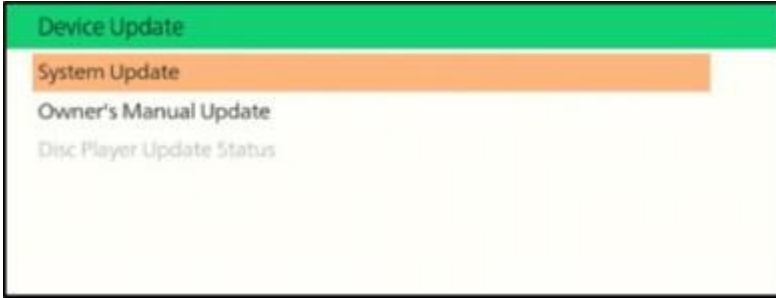 Device Update
System Update
Owner's Manual Update
Disc Player Update Status